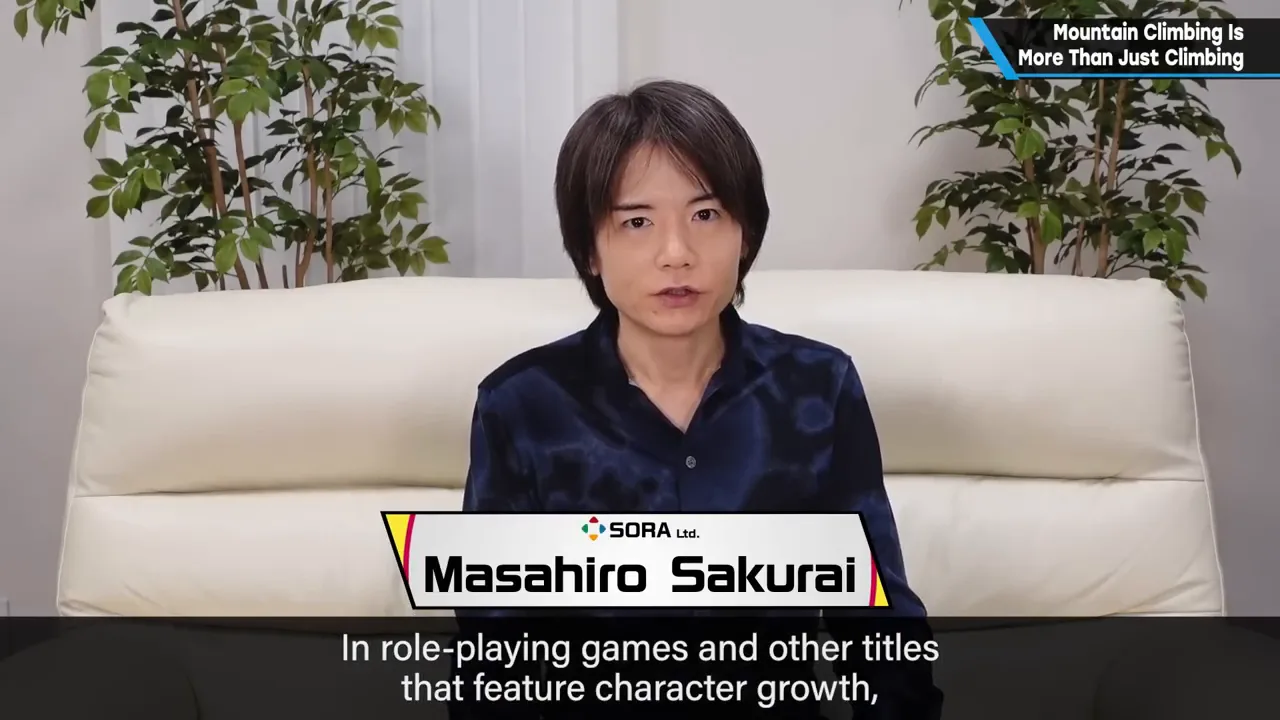 Mountain Climbing Is
More Than Just Climbing
SORA Ltd.
Masahiro Sakurai
In role-playing games and other titles
that feature character growth,